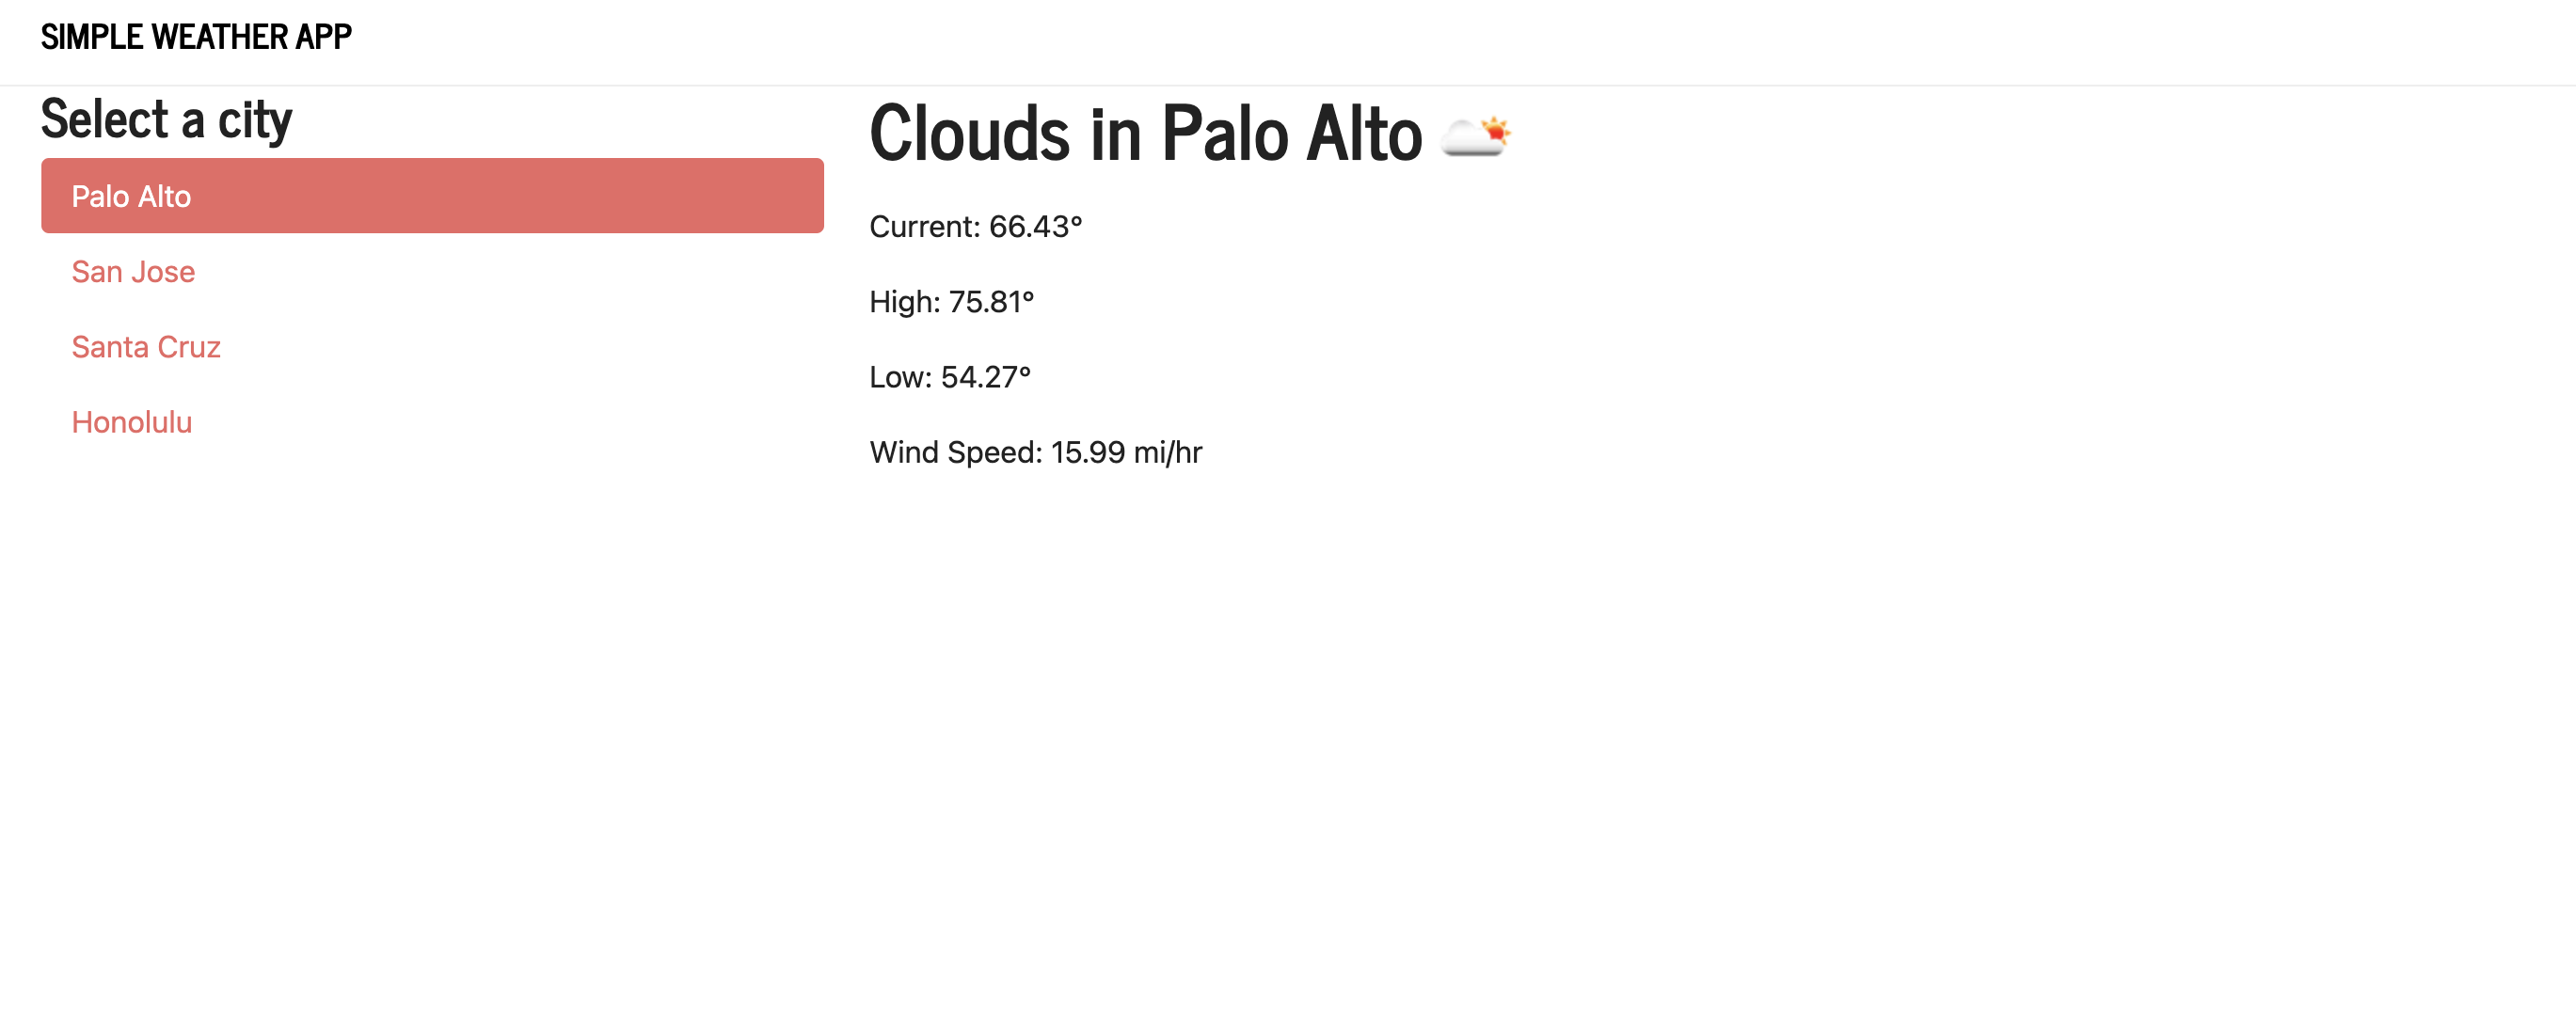 SIMPLE WEATHER APP
Select a city
Palo Alto
San Jose
Santa Cruz
Honolulu
Clouds in Palo Alto
Current: 66.43°
High: 75.81°
Low: 54.27°
Wind Speed: 15.99 mi/hr